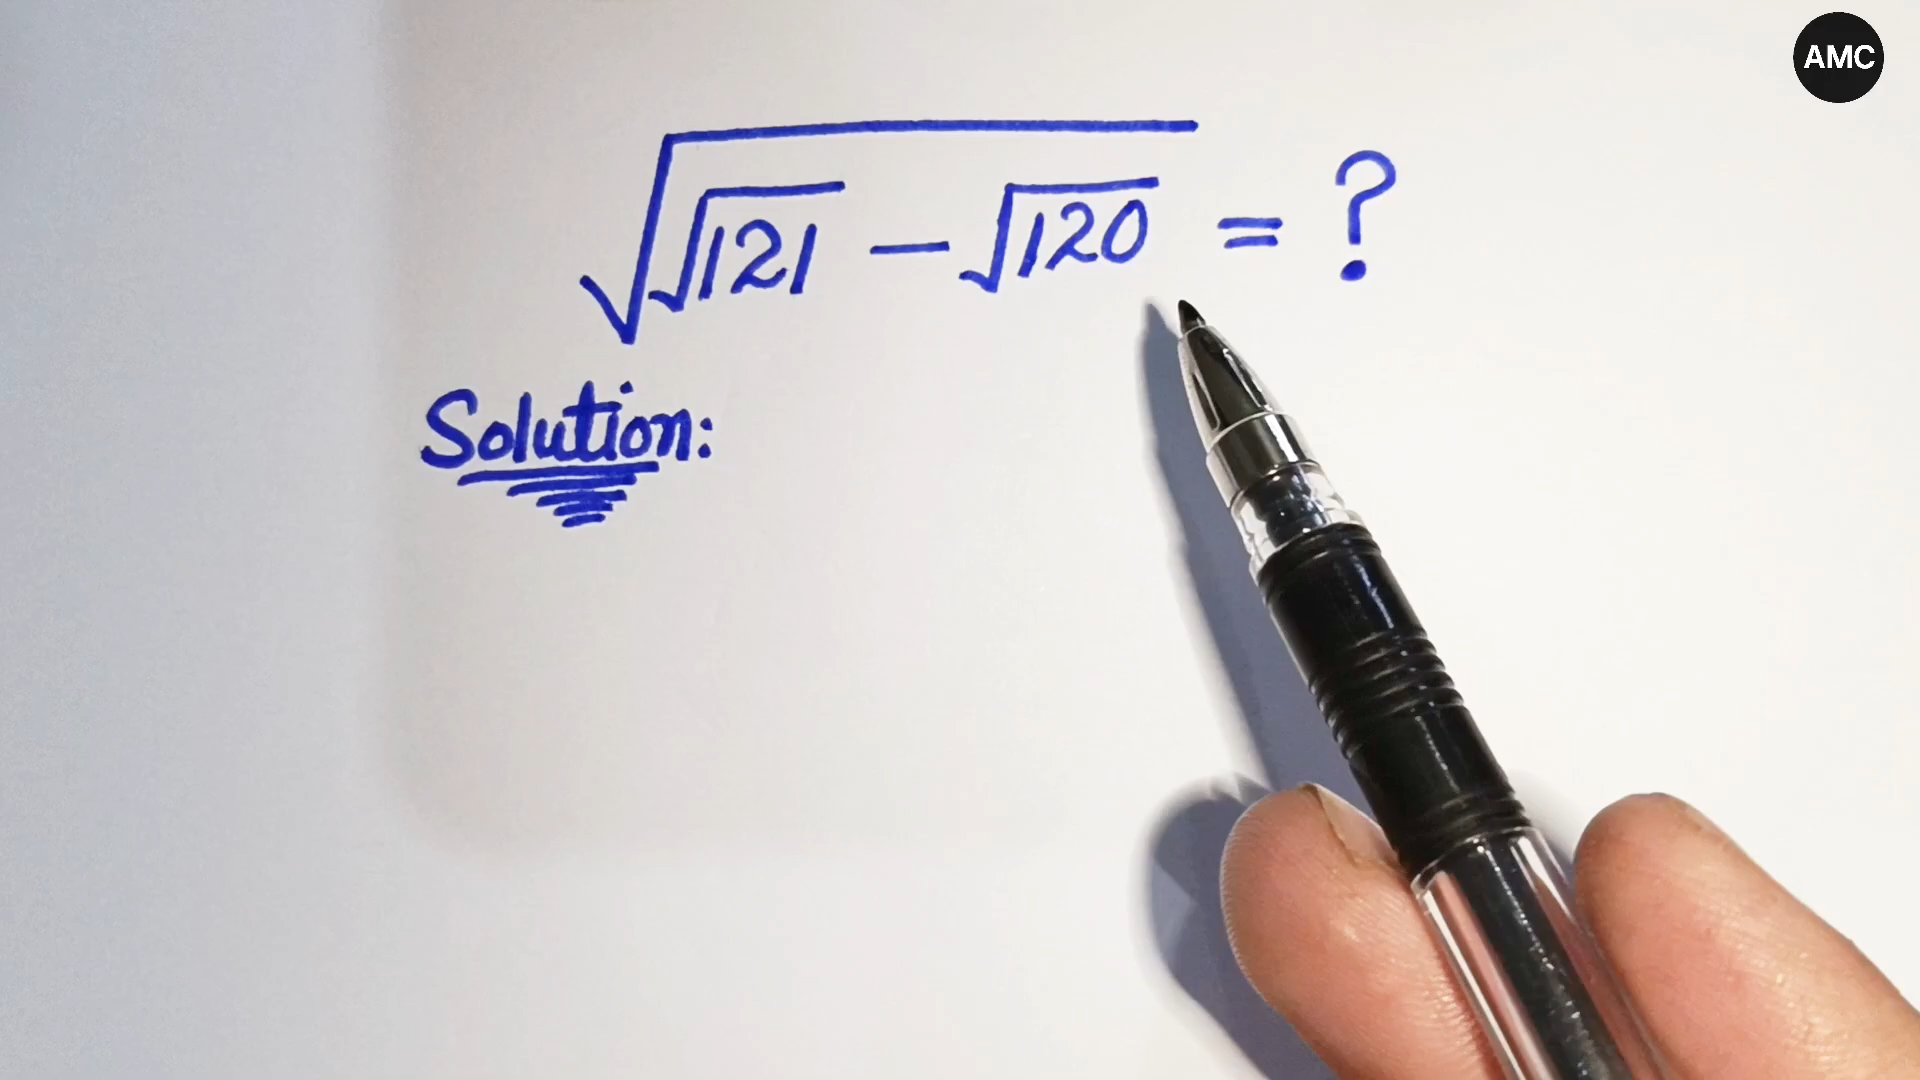 AMC
√(√121 − √120) = ?
Solution: